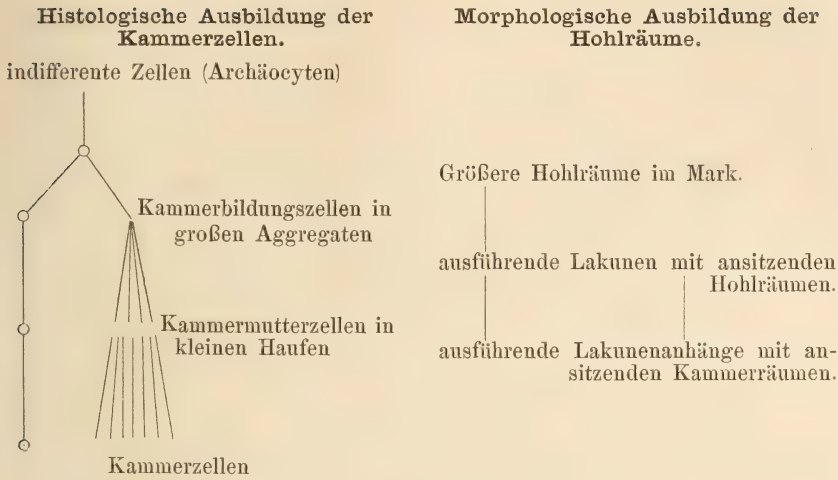 Histologische Ausbildung der
Kammerzellen.
indifferente Zellen (Archäocyten)
Kammerbildungszellen in
großen Aggregaten
Kammermutterzellen in
kleinen Haufen
Kammerzellen
Morphologische Ausbildung der
Hohlräume.
Größere Hohlräume im Mark.
ausführende Lakunen mit ansitzenden
Hohlräumen.
ausführende Lakunenanhänge mit an-
sitzenden Kammerräumen.